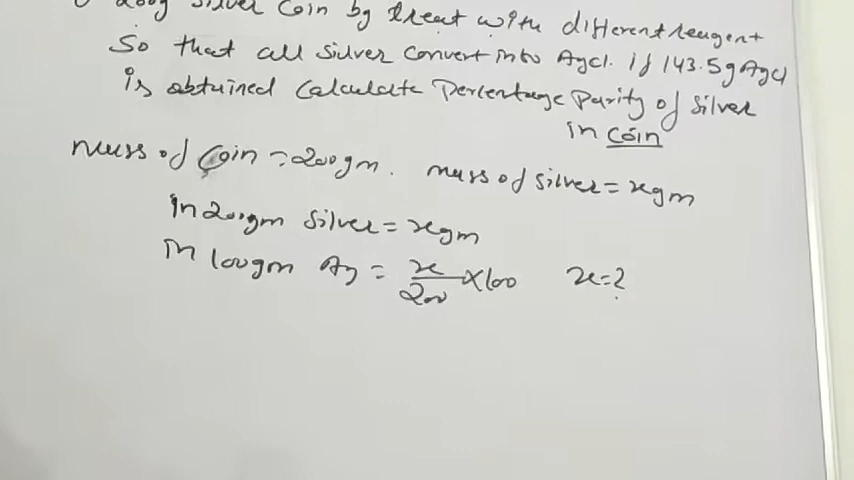 200g Silver Coin by treat with different reagent
So that all silver convert into Agcl. if 143.5g Agcl
is obtained Calculate Percentage Purity of Silver
in Coin
mass of Coin = 200gm. mass of silver = xgm
in 200gm Silver = xgm
in 100gm Ag = x/200 ×100 x=?